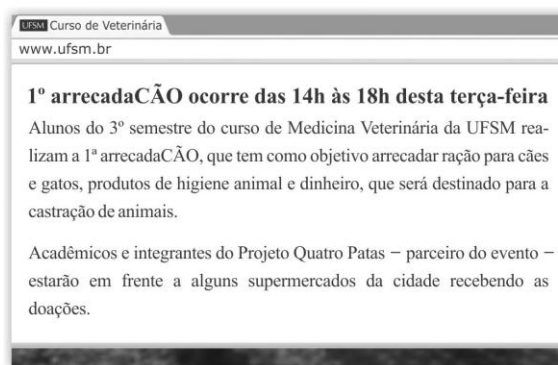 UFSM Curso de Veterinária
www.ufsm.br
1º arrecadaCÃO ocorre das 14h às 18h desta terça-feira
Alunos do 3º semestre do curso de Medicina Veterinária da UFSM rea-
lizam a 1ª arrecadaCÃO, que tem como objetivo arrecadar ração para cães
e gatos, produtos de higiene animal e dinheiro, que será destinado para a
castração de animais.
Acadêmicos e integrantes do Projeto Quatro Patas – parceiro do evento –
estarão em frente a alguns supermercados da cidade recebendo as
doações.